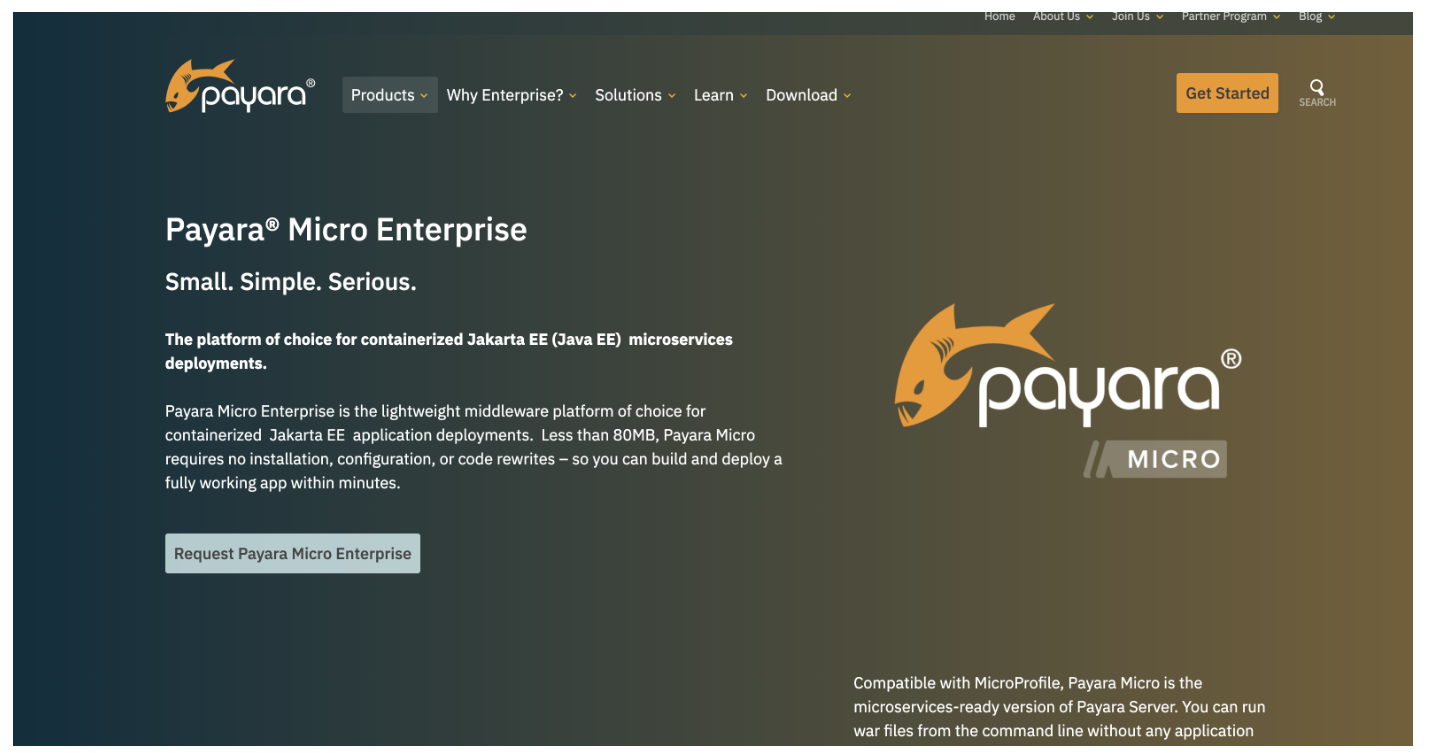 Home About Us Join Us Partner Program Blog
payara®
Products Why Enterprise? Solutions Learn Download
Get Started
SEARCH
Payara® Micro Enterprise
Small. Simple. Serious.
The platform of choice for containerized Jakarta EE (Java EE) microservices
deployments.
Payara Micro Enterprise is the lightweight middleware platform of choice for
containerized Jakarta EE application deployments. Less than 80MB, Payara Micro
requires no installation, configuration, or code rewrites – so you can build and deploy a
fully working app within minutes.
Request Payara Micro Enterprise
payara®
MICRO
Compatible with MicroProfile, Payara Micro is the
microservices-ready version of Payara Server. You can run
war files from the command line without any application